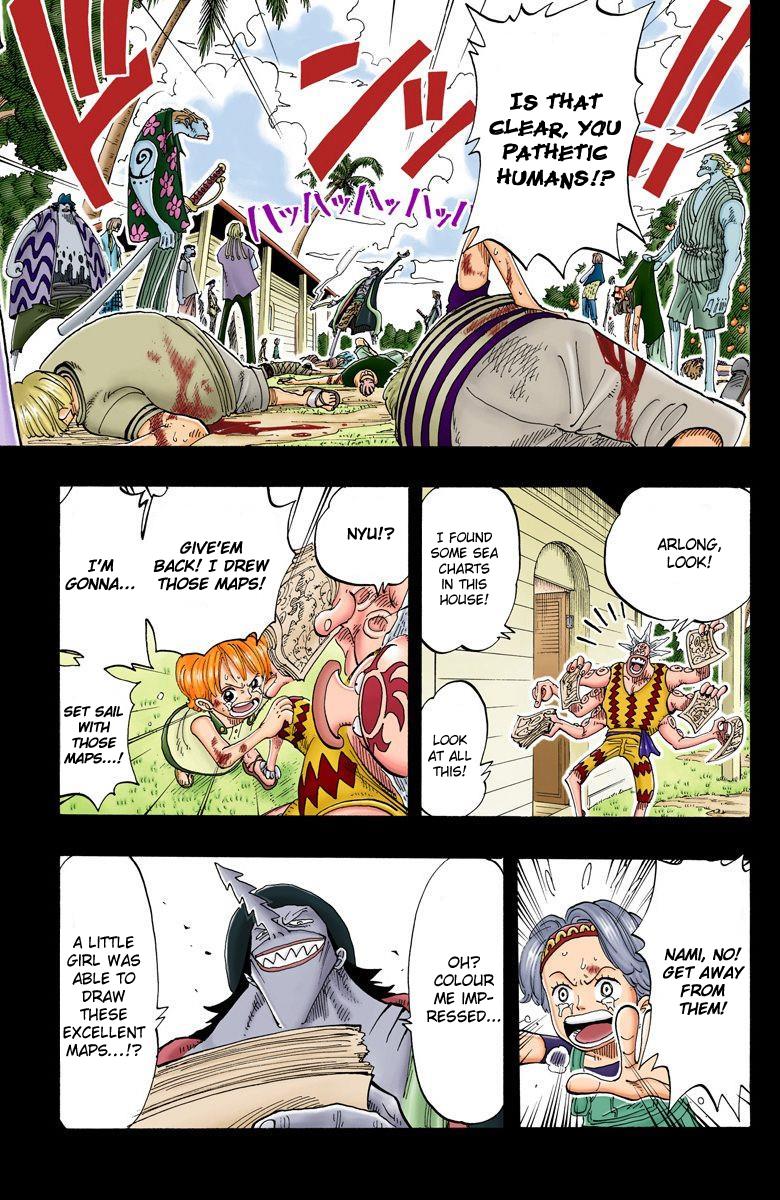 ドンッ!!
IS THAT
CLEAR, YOU
PATHETIC
HUMANS!?
ハッハッハッハッハッ
ARLONG,
LOOK!
I FOUND
SOME SEA
CHARTS
IN THIS
HOUSE!
LOOK
AT ALL
THIS!
NYU!?
GIVE'EM
BACK! I DREW
THOSE MAPS!
I'M
GONNA...
SET SAIL
WITH
THOSE
MAPS...!
NAMI, NO!
GET AWAY
FROM
THEM!
OH?
COLOUR
ME IMP-
RESSED...
A LITTLE
GIRL WAS
ABLE TO
DRAW
THESE
EXCELLENT
MAPS...!?